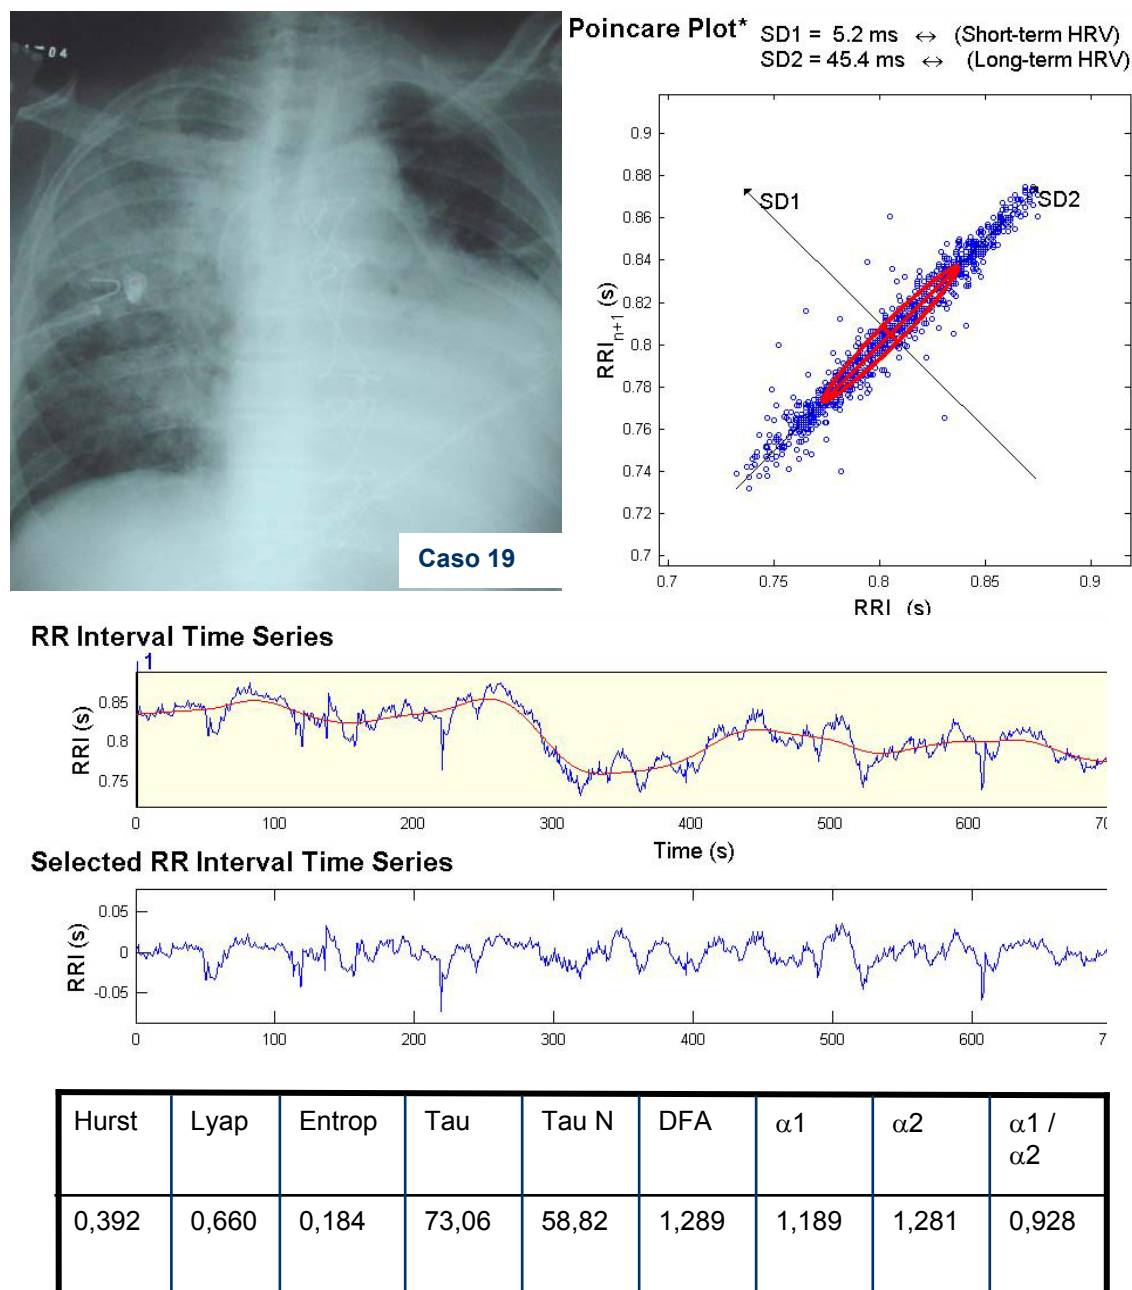 04
Caso 19
Poincare Plot*
SD1 = 5.2 ms ↔ (Short-term HRV)
SD2 = 45.4 ms ↔ (Long-term HRV)
0.9
0.88
0.86
0.84
0.82
0.8
0.78
0.76
0.74
0.72
0.7
RRIn+1 (s)
SD1
SD2
0.7 0.75 0.8 0.85 0.9
RRI (s)
RR Interval Time Series
1
0.85
0.8
0.75
RRI (s)
0 100 200 300 400 500 600 70
Time (s)
Selected RR Interval Time Series
0.05
0
-0.05
RRI (s)
0 100 200 300 400 500 600 7
Hurst Lyap Entrop Tau Tau N DFA α1 α2 α1 /
α2
0,392 0,660 0,184 73,06 58,82 1,289 1,189 1,281 0,928